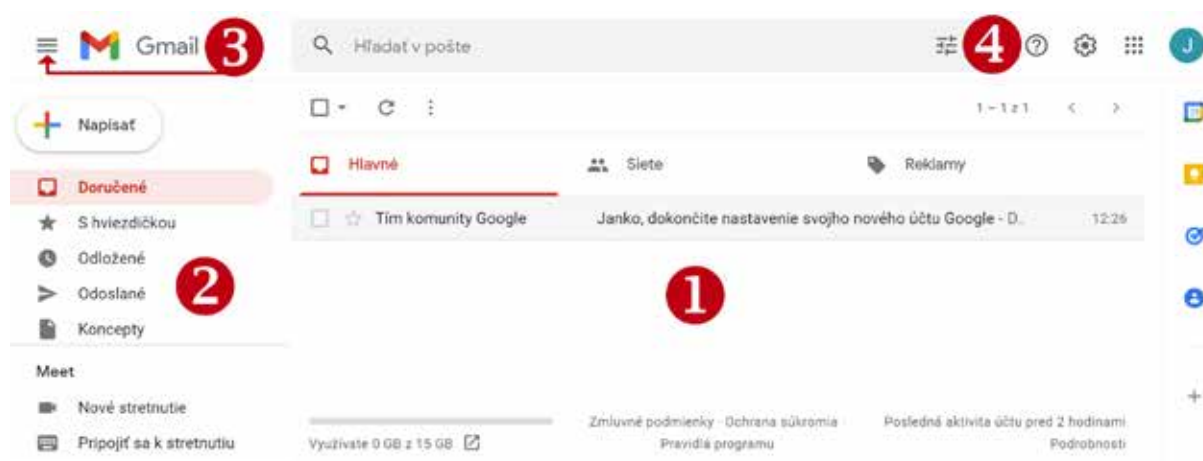 Gmail
3
Hľadať v pošte
4
J
Napísať
1 – 1 z 1
Hlavné
Siete
Reklamy
Doručené
Tím komunity Google
Janko, dokončite nastavenie svojho nového účtu Google - D..
12:26
S hviezdičkou
Odložené
Odoslané
2
1
Koncepty
Meet
Nové stretnutie
Pripojiť sa k stretnutiu
Využívate 0 GB z 15 GB
Zmluvné podmienky · Ochrana súkromia
Pravidlá programu
Posledná aktivita účtu pred 2 hodinami
Podrobnosti